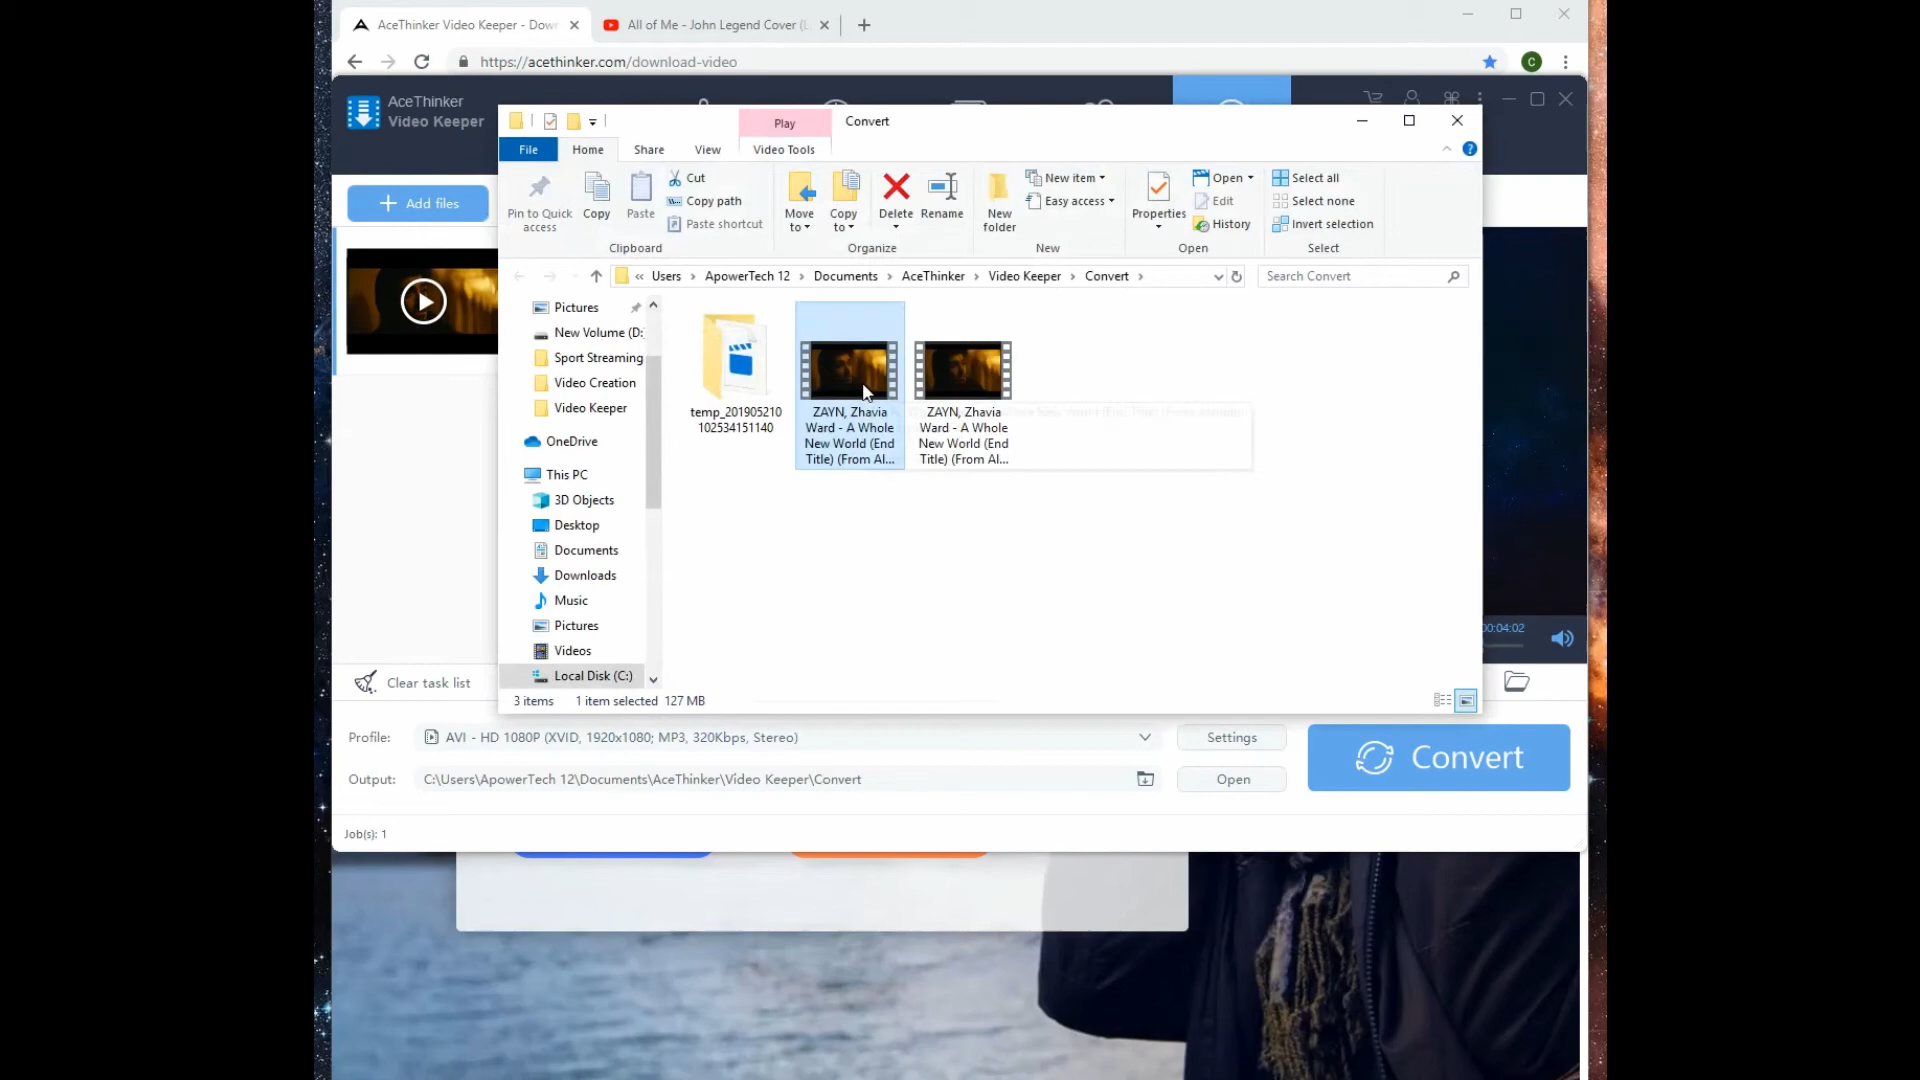 AceThinker Video Keeper - Down
All of Me - John Legend Cover (L
https://acethinker.com/download-video
C
AceThinker
Video Keeper
Play
Convert
File
Home
Share
View
Video Tools
Add files
Pin to Quick
access
Copy
Paste
Cut
Copy path
Paste shortcut
Clipboard
Move
to
Copy
to
Delete
Rename
Organize
New
folder
New item
Easy access
New
Properties
Open
Edit
History
Open
Select all
Select none
Invert selection
Select
« Users > ApowerTech 12 > Documents > AceThinker > Video Keeper > Convert >
Search Convert
Pictures
New Volume (D:
Sport Streaming
Video Creation
Video Keeper
OneDrive
This PC
3D Objects
Desktop
Documents
Downloads
Music
Pictures
Videos
Local Disk (C:)
temp_201905210
102534151140
ZAYN, Zhavia
Ward - A Whole
New World (End
Title) (From Al...
ZAYN, Zhavia
Ward - A Whole
New World (End
Title) (From Al...
00:04:02
3 items
1 item selected 127 MB
Clear task list
Profile:
AVI - HD 1080P (XVID, 1920x1080; MP3, 320Kbps, Stereo)
Settings
Convert
Output:
C:\Users\ApowerTech 12\Documents\AceThinker\Video Keeper\Convert
Open
Job(s): 1